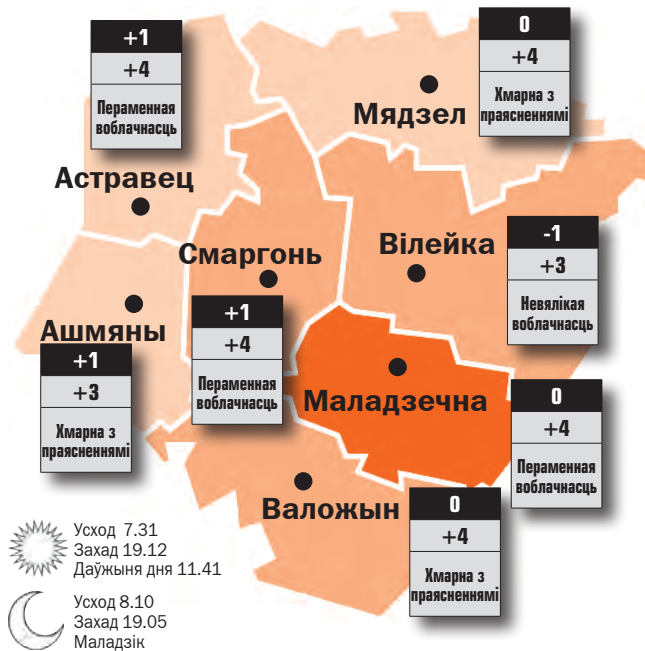 +1
+4
Пераменная
воблачнасць
Астравец
0
+4
Хмарна з
праясненнямі
Мядзел
Смаргонь
+1
+4
Пераменная
воблачнасць
Вілейка
-1
+3
Невялікая
воблачнасць
Ашмяны
+1
+3
Хмарна з
праясненнямі
Маладзечна
0
+4
Пераменная
воблачнасць
Валожын
0
+4
Хмарна з
праясненнямі
Усход 7.31
Захад 19.12
Даўжыня дня 11.41
Усход 8.10
Захад 19.05
Маладзік